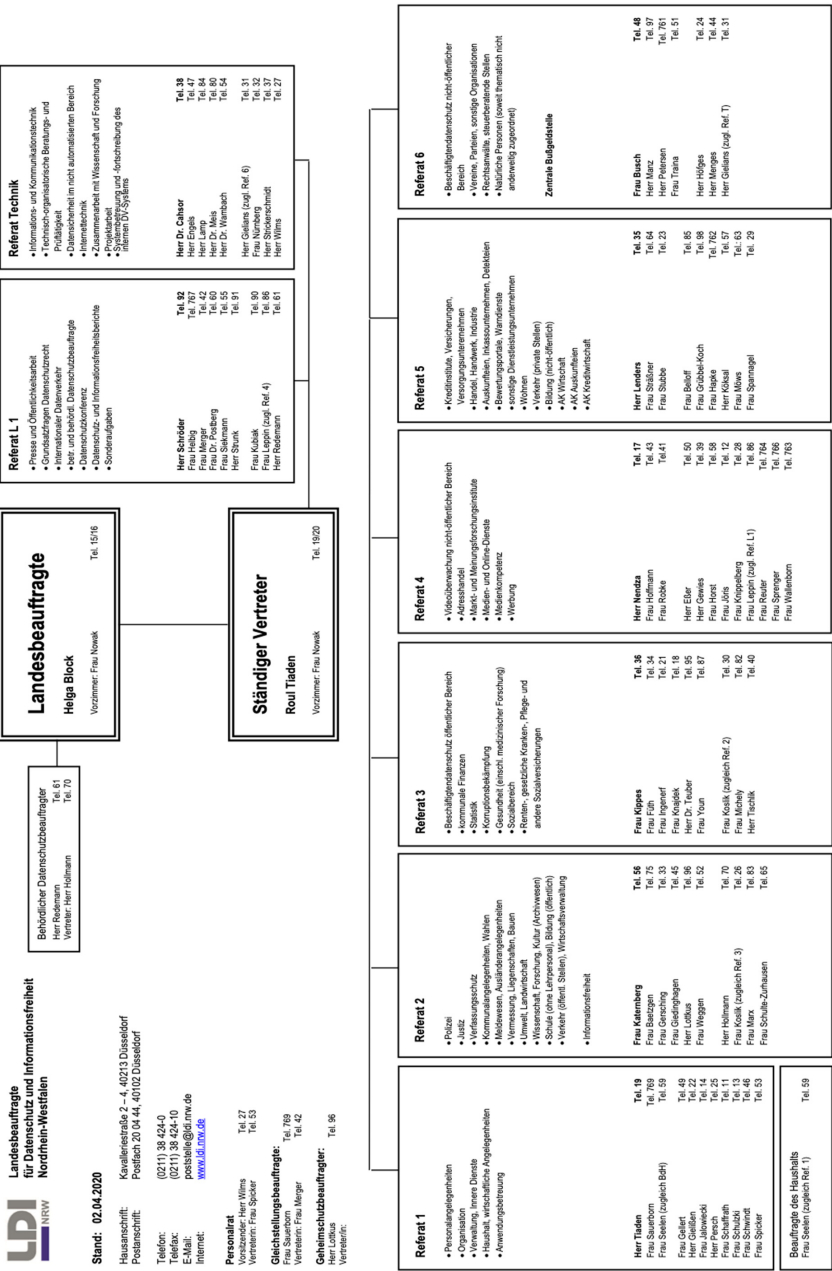 LDI
NRW
Landesbeauftragte
für Datenschutz und Informationsfreiheit
Nordrhein-Westfalen
Stand: 02.04.2020
Hausanschrift: Kavalleriestraße 2 – 4, 40213 Düsseldorf
Postanschrift: Postfach 20 04 44, 40102 Düsseldorf
Telefon: (0211) 38 424-0
Telefax: (0211) 38 424-10
E-Mail: poststelle@ldi.nrw.de
Internet: www.ldi.nrw.de
Personalrat
Vorsitzender: Herr Wilms Tel. 27
Vertreterin: Frau Spicker Tel. 53
Gleichstellungsbeauftragte:
Frau Sauerborn Tel. 769
Vertreterin: Frau Merger Tel. 42
Geheimschutzbeauftragter:
Herr Lottkus Tel. 96
Vertreter/in:
Behördlicher Datenschutzbeauftragter
Herr Redemann Tel. 61
Vertreter: Herr Hollmann Tel. 70
Landesbeauftragte
Helga Block
Vorzimmer: Frau Nowak Tel. 15/16
Ständiger Vertreter
Roul Tiaden
Vorzimmer: Frau Nowak Tel. 19/20
Referat L 1
• Presse und Öffentlichkeitsarbeit
• Grundsatzfragen Datenschutzrecht
• Internationaler Datenverkehr
• betr. und behördl. Datenschutzbeauftragte
• Datenschutzkonferenz
• Datenschutz- und Informationsfreiheitsberichte
• Sonderaufgaben
Herr Schröder Tel. 92
Frau Helbig Tel. 767
Frau Merger Tel. 42
Frau Dr. Postberg Tel. 60
Frau Siekmann Tel. 55
Herr Strunk Tel. 91
Frau Kubiak Tel. 90
Frau Leppin (zugl. Ref. 4) Tel. 86
Herr Redemann Tel. 61
Referat Technik
• Informations- und Kommunikationstechnik
• Technisch-organisatorische Beratungs- und
Prüftätigkeit
• Datensicherheit im nicht automatisierten Bereich
• Internettechnik
• Zusammenarbeit mit Wissenschaft und Forschung
• Projektarbeit
• Systembetreuung und -fortschreibung des
internen DV-Systems
Herr Dr. Cahsor Tel. 38
Herr Engels Tel. 47
Herr Lamp Tel. 84
Herr Dr. Meis Tel. 80
Herr Dr. Wambach Tel. 54
Herr Gielians (zugl. Ref. 6) Tel. 31
Frau Nürnberg Tel. 32
Herr Strickerschmidt Tel. 37
Herr Wilms Tel. 27
Referat 1
• Personalangelegenheiten
• Organisation
• Verwaltung, Innere Dienste
• Haushalt, wirtschaftliche Angelegenheiten
• Anwendungsbetreuung
Herr Tiaden Tel. 19
Frau Sauerborn Tel. 769
Frau Seelen (zugleich BdH) Tel. 59
Frau Gellert Tel. 49
Herr Gielßen Tel. 22
Frau Jalowiecki Tel. 14
Herr Persch Tel. 25
Frau Schaffrath Tel. 11
Frau Schulzki Tel. 13
Frau Schwindt Tel. 46
Frau Spicker Tel. 53
Beauftragte des Haushalts
Frau Seelen (zugleich Ref. 1) Tel. 59
Referat 2
• Polizei
• Justiz
• Verfassungsschutz
• Kommunalangelegenheiten, Wahlen
• Meldewesen, Ausländerangelegenheiten
• Vermessung, Liegenschaften, Bauen
• Umwelt, Landwirtschaft
• Wissenschaft, Forschung, Kultur (Archivwesen)
• Schule (ohne Lehrpersonal), Bildung (öffentlich)
• Verkehr (öffentl. Stellen), Wirtschaftsverwaltung
• Informationsfreiheit
Frau Katernberg Tel. 56
Frau Baetzgen Tel. 75
Frau Gersching Tel. 33
Frau Giedinghagen Tel. 45
Herr Lottkus Tel. 96
Frau Weggen Tel. 52
Herr Hollmann Tel. 70
Frau Koslik (zugleich Ref. 3) Tel. 26
Frau Marx Tel. 83
Frau Schulte-Zurhausen Tel. 65
Referat 3
• Beschäftigtendatenschutz öffentlicher Bereich
• kommunale Finanzen
• Statistik
• Korruptionsbekämpfung
• Gesundheit (einschl. medizinischer Forschung)
• Sozialbereich
• Renten-, gesetzliche Kranken-, Pflege- und
andere Sozialversicherungen
Frau Kippes Tel. 36
Frau Füth Tel. 34
Frau Ingenerf Tel. 21
Frau Knajdek Tel. 18
Herr Dr. Teuber Tel. 95
Frau Youn Tel. 87
Frau Koslik (zugleich Ref. 2) Tel. 30
Frau Michely Tel. 82
Herr Tischlik Tel. 40
Referat 4
• Videoüberwachung nicht-öffentlicher Bereich
• Adresshandel
• Markt- und Meinungsforschungsinstitute
• Medien- und Online-Dienste
• Medienkompetenz
• Werbung
Herr Nendza Tel. 17
Frau Hoffmann Tel. 43
Frau Robke Tel.41
Herr Eßer Tel. 50
Herr Gewies Tel. 39
Frau Horst Tel. 58
Frau Jöris Tel. 12
Frau Knippelberg Tel. 28
Frau Leppin (zugl. Ref. L1) Tel. 86
Frau Reuter Tel. 764
Frau Sprenger Tel. 766
Frau Wallenborn Tel. 763
Referat 5
• Kreditinstitute, Versicherungen,
Versorgungsunterernehmen
• Handel, Handwerk, Industrie
• Auskunfteien, Inkassounternehmen, Detekteien
• Bewertungsportale, Warndienste
• sonstige Dienstleistungsunternehmen
• Wohnen
• Verkehr (private Stellen)
• Bildung (nicht-öffentlich)
• AK Wirtschaft
• AK Auskunfteien
• AK Kreditwirtschaft
Herr Lenders Tel. 35
Frau Sträßner Tel. 64
Frau Stubbe Tel. 23
Frau Belloff Tel. 85
Frau Grübbel-Koch Tel. 98
Frau Hapke Tel. 762
Herr Köksal Tel. 57
Frau Möws Tel.: 63
Frau Spannagel Tel. 29
Referat 6
• Beschäftigtendatenschutz nicht-öffentlicher
Bereich
• Vereine, Parteien, sonstige Organisationen
• Rechtsanwälte, steuerberatende Stellen
• Natürliche Personen (soweit thematisch nicht
anderweitig zugeordnet)
Zentrale Bußgeldstelle
Frau Busch Tel. 48
Herr Manz Tel. 97
Herr Petersen Tel. 761
Frau Traina Tel. 51
Herr Höfges Tel. 24
Herr Menges Tel. 44
Herr Gielians (zugl. Ref. T) Tel. 31